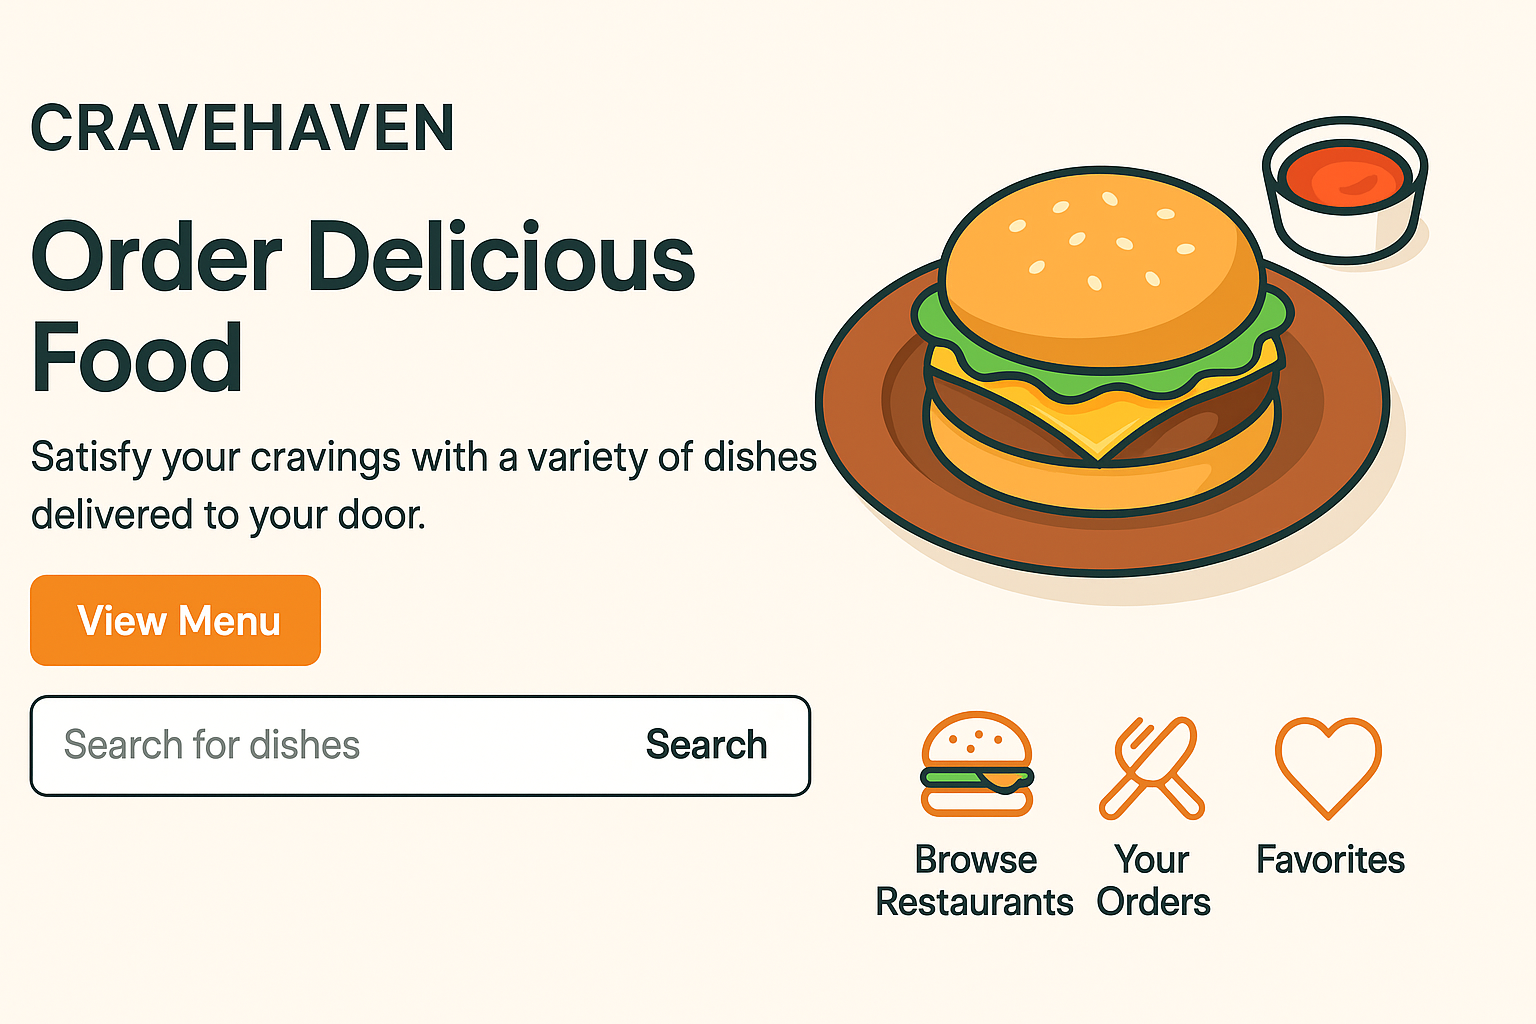 CRAVEHAVEN
Order Delicious
Food
Satisfy your cravings with a variety of dishes
delivered to your door.
View Menu
Search for dishes
Search
Browse
Restaurants
Your
Orders
Favorites